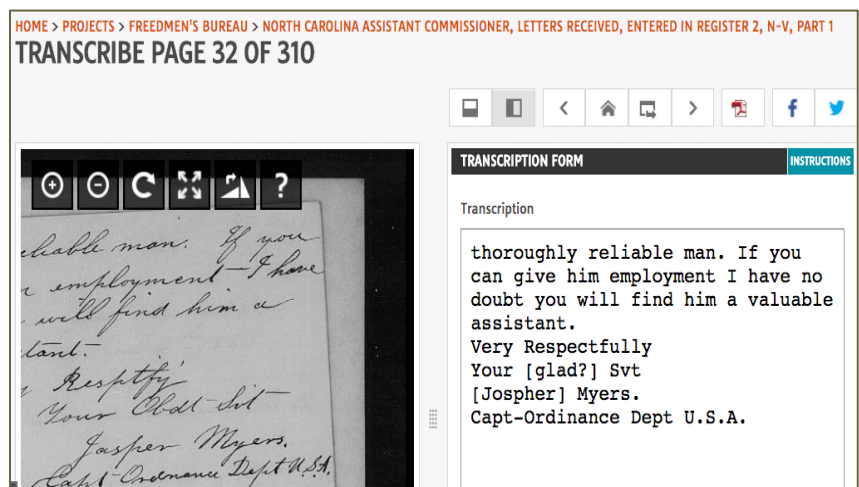 HOME > PROJECTS > FREEDMEN'S BUREAU > NORTH CAROLINA ASSISTANT COMMISSIONER, LETTERS RECEIVED, ENTERED IN REGISTER 2, N-V, PART 1
TRANSCRIBE PAGE 32 OF 310
?
f
liable man. If you
employment – I have
will find him a
tant.
Respftfy
Your Obdt Svt
Jasper Myers.
Capt Ordnance Dept U.S.A.
TRANSCRIPTION FORM
INSTRUCTIONS
Transcription
thoroughly reliable man. If you
can give him employment I have no
doubt you will find him a valuable
assistant.
Very Respectfully
Your [glad?] Svt
[Jospher] Myers.
Capt-Ordinance Dept U.S.A.